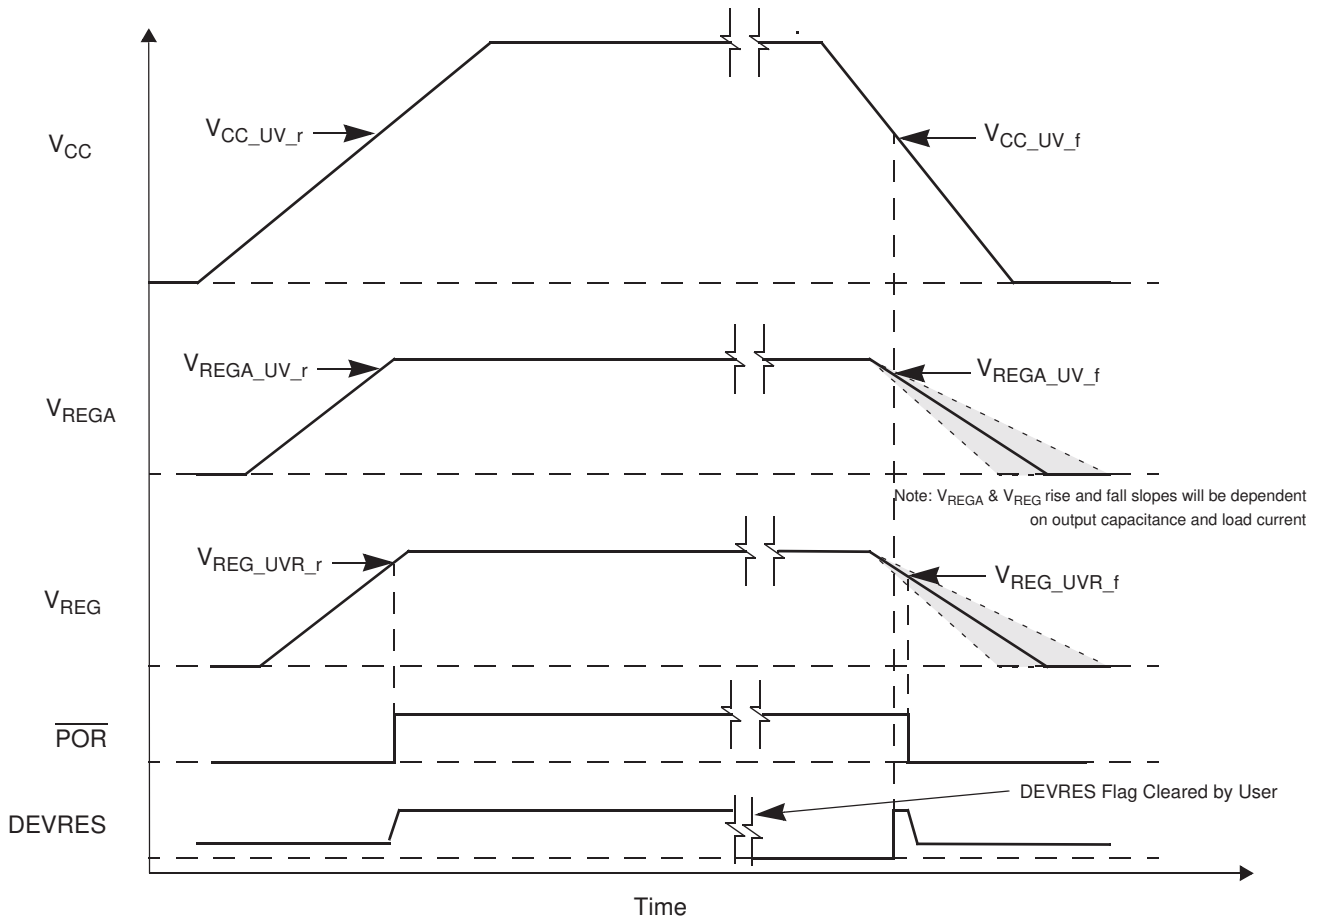 V_CC_UV_r
V_CC_UV_f
V_CC
V_REGA_UV_r
V_REGA_UV_f
V_REGA
Note: V_REGA & V_REG rise and fall slopes will be dependent
on output capacitance and load current
V_REG_UVR_r
V_REG_UVR_f
V_REG
POR
DEVRES Flag Cleared by User
DEVRES
Time